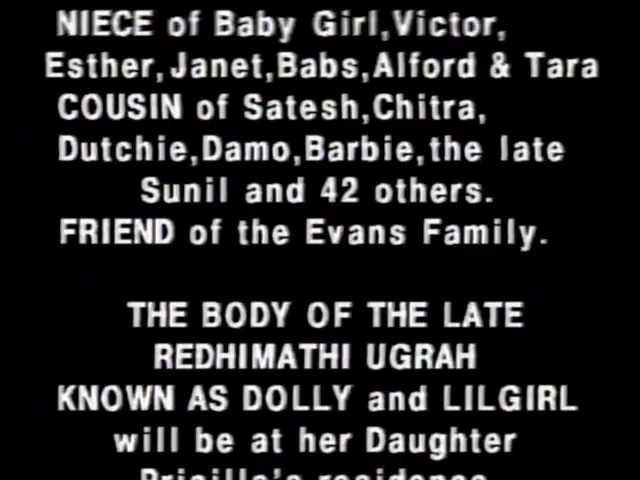 NIECE of Baby Girl,Victor,
Esther,Janet,Babs,Alford & Tara
COUSIN of Satesh,Chitra,
Dutchie,Damo,Barbie,the late
Sunil and 42 others.
FRIEND of the Evans Family.
THE BODY OF THE LATE
REDHIMATHI UGRAH
KNOWN AS DOLLY and LILGIRL
will be at her Daughter
residence